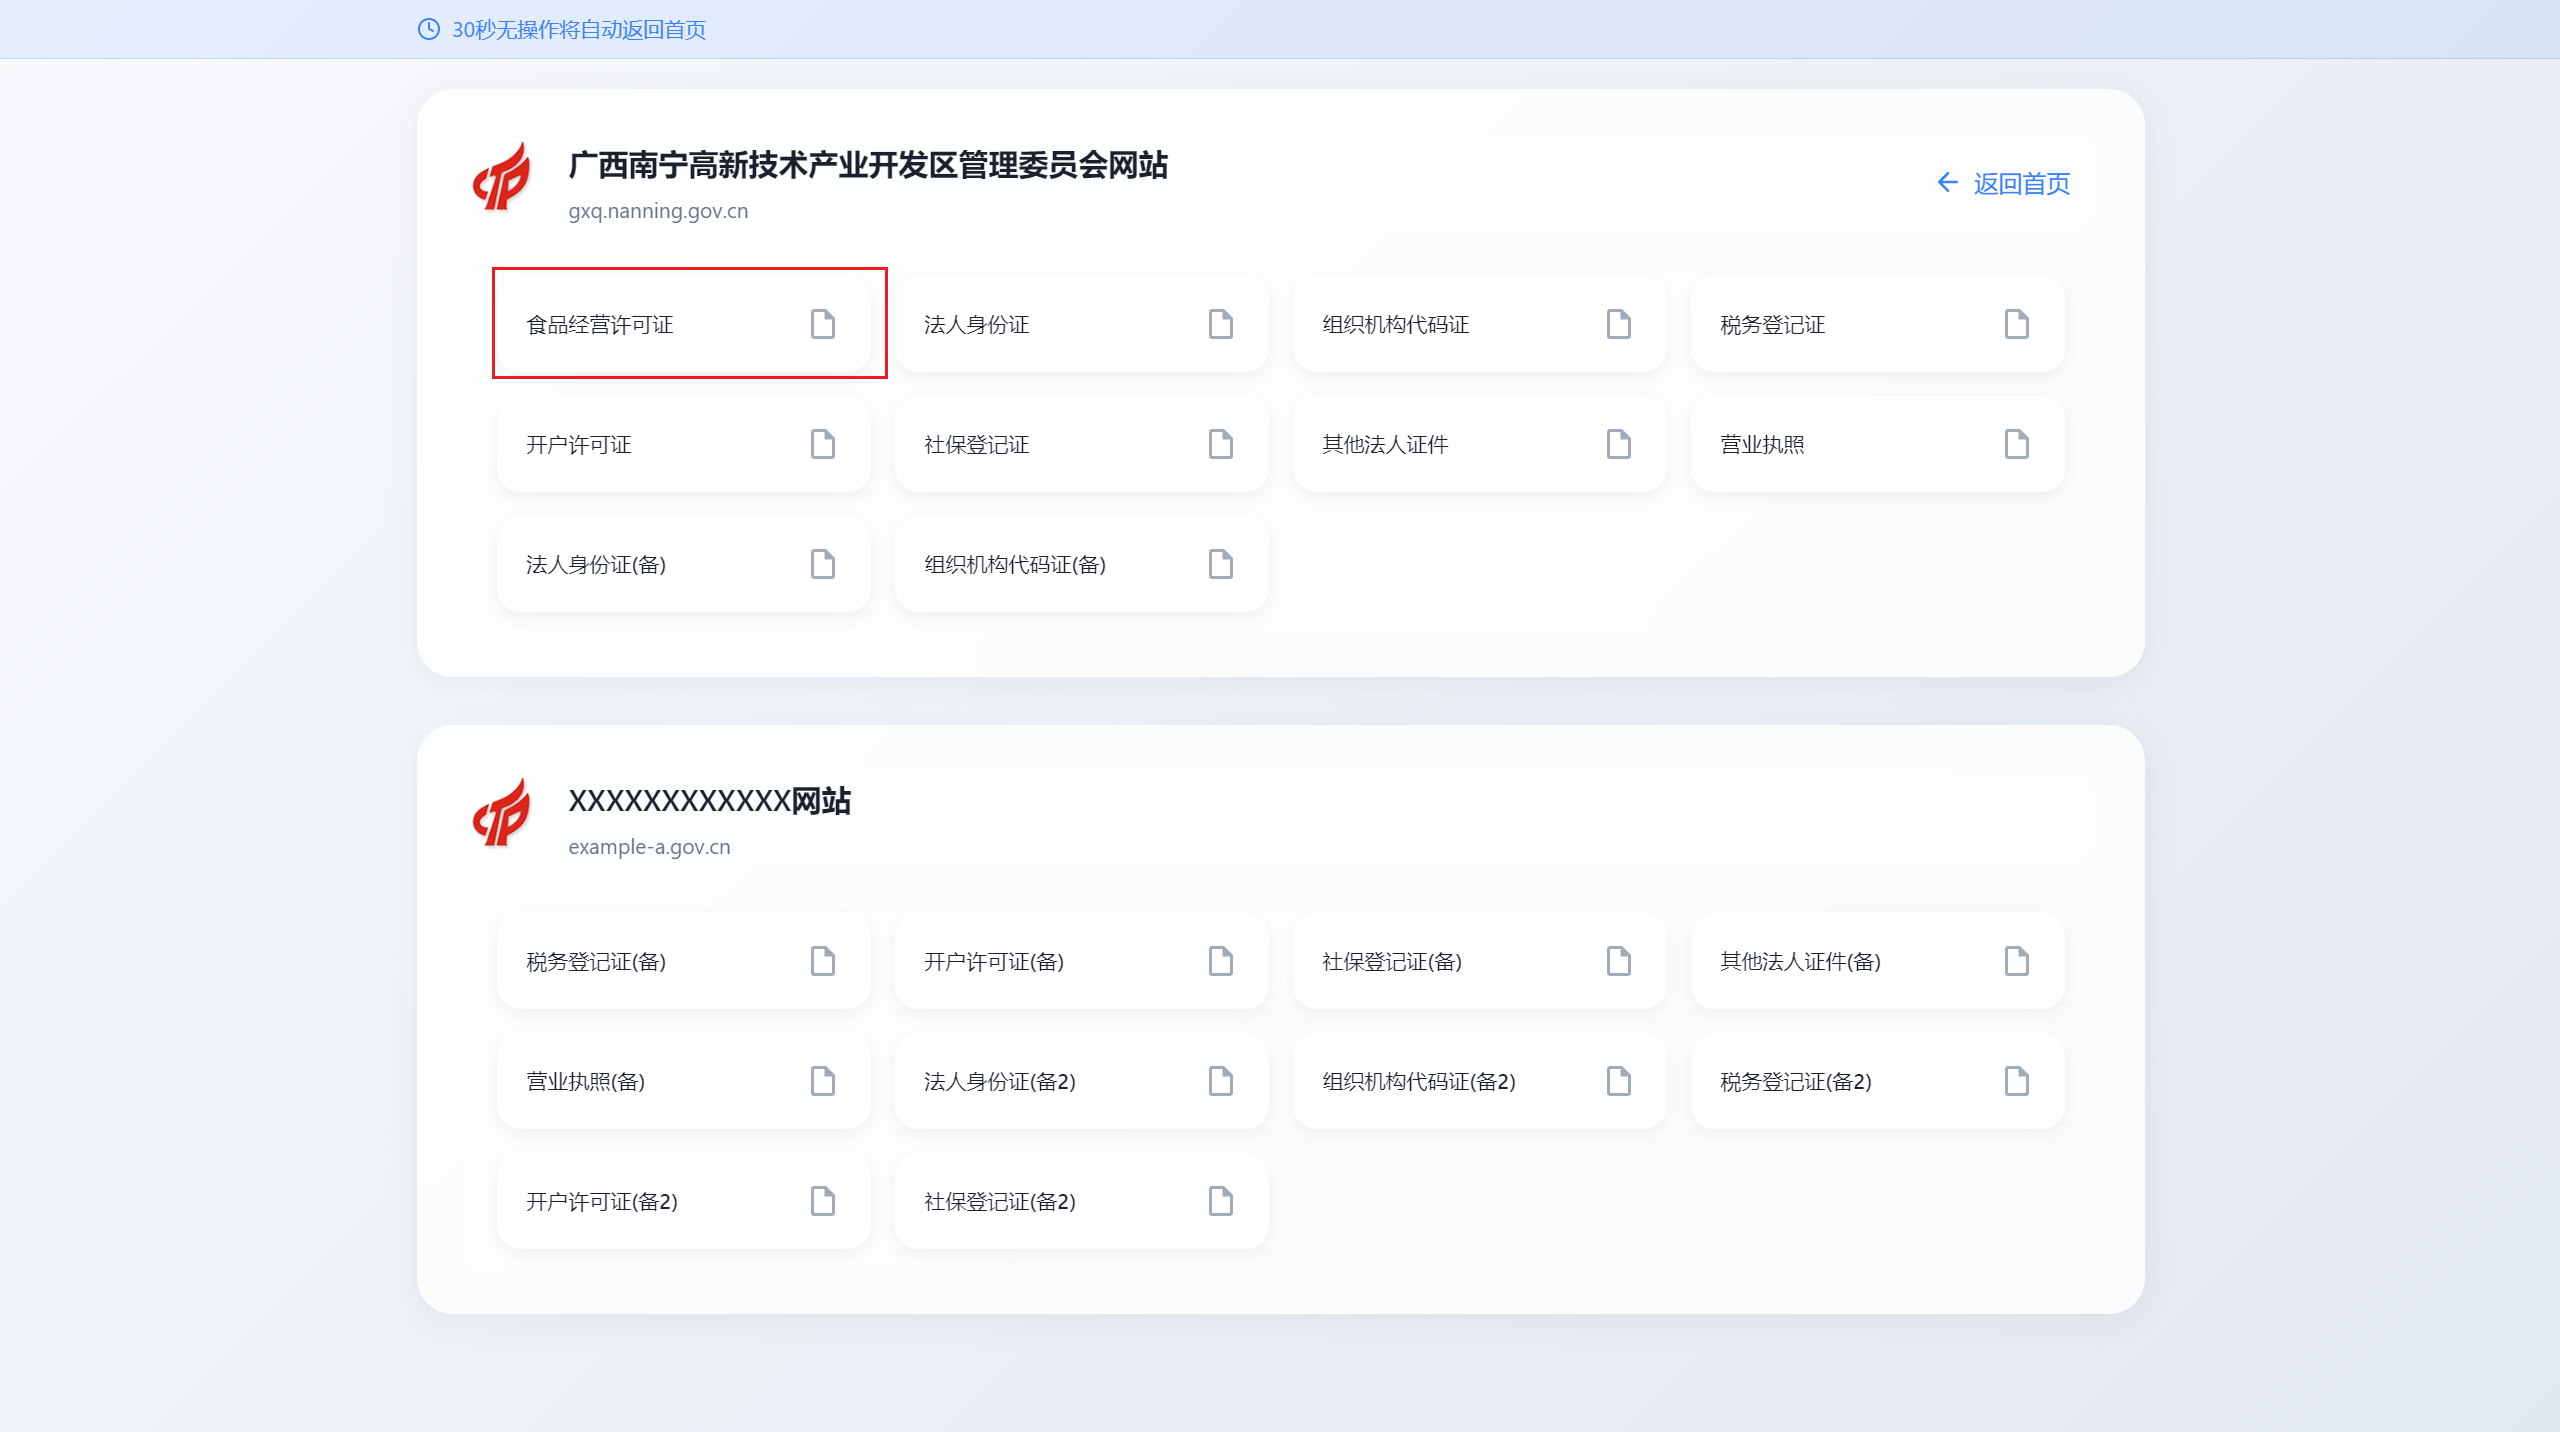 30秒无操作将自动返回首页
广西南宁高新技术产业开发区管理委员会网站
gxq.nanning.gov.cn
返回首页
食品经营许可证
法人身份证
组织机构代码证
税务登记证
开户许可证
社保登记证
其他法人证件
营业执照
法人身份证(备)
组织机构代码证(备)
XXXXXXXXXXXX网站
example-a.gov.cn
税务登记证(备)
开户许可证(备)
社保登记证(备)
其他法人证件(备)
营业执照(备)
法人身份证(备2)
组织机构代码证(备2)
税务登记证(备2)
开户许可证(备2)
社保登记证(备2)